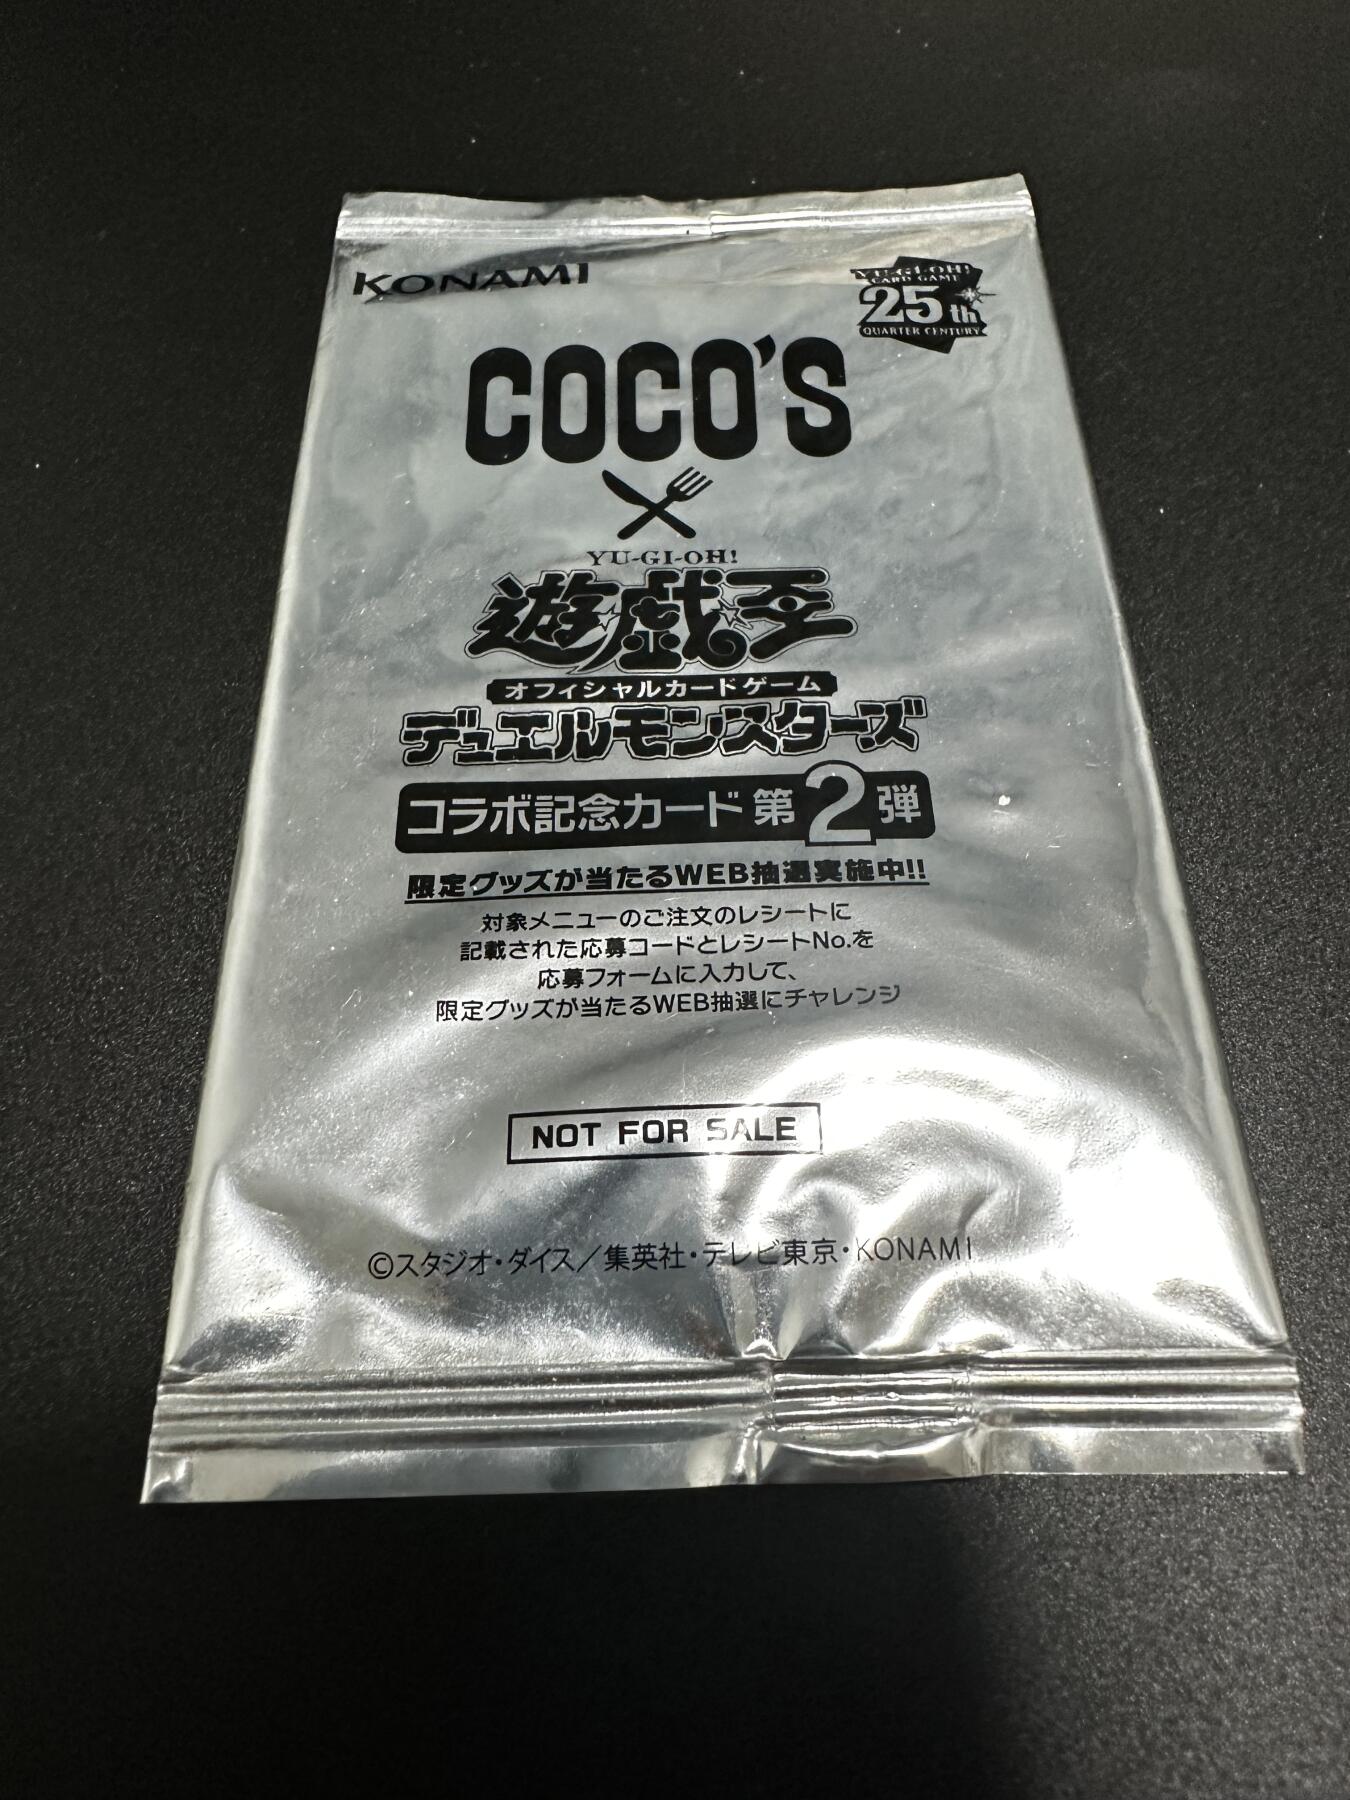 KONAMI
YU-GI-OH!
CARD GAME
25th
QUARTER CENTURY
COCO'S
YU-GI-OH!
遊戯王
オフィシャルカードゲーム
デュエルモンスターズ
コラボ記念カード 第2弾
限定グッズが当たるWEB抽選実施中!!
対象メニューのご注文のレシートに
記載された応募コードとレシートNo.を
応募フォームに入力して、
限定グッズが当たるWEB抽選にチャレンジ
NOT FOR SALE
©スタジオ・ダイス／集英社・テレビ東京・KONAMI